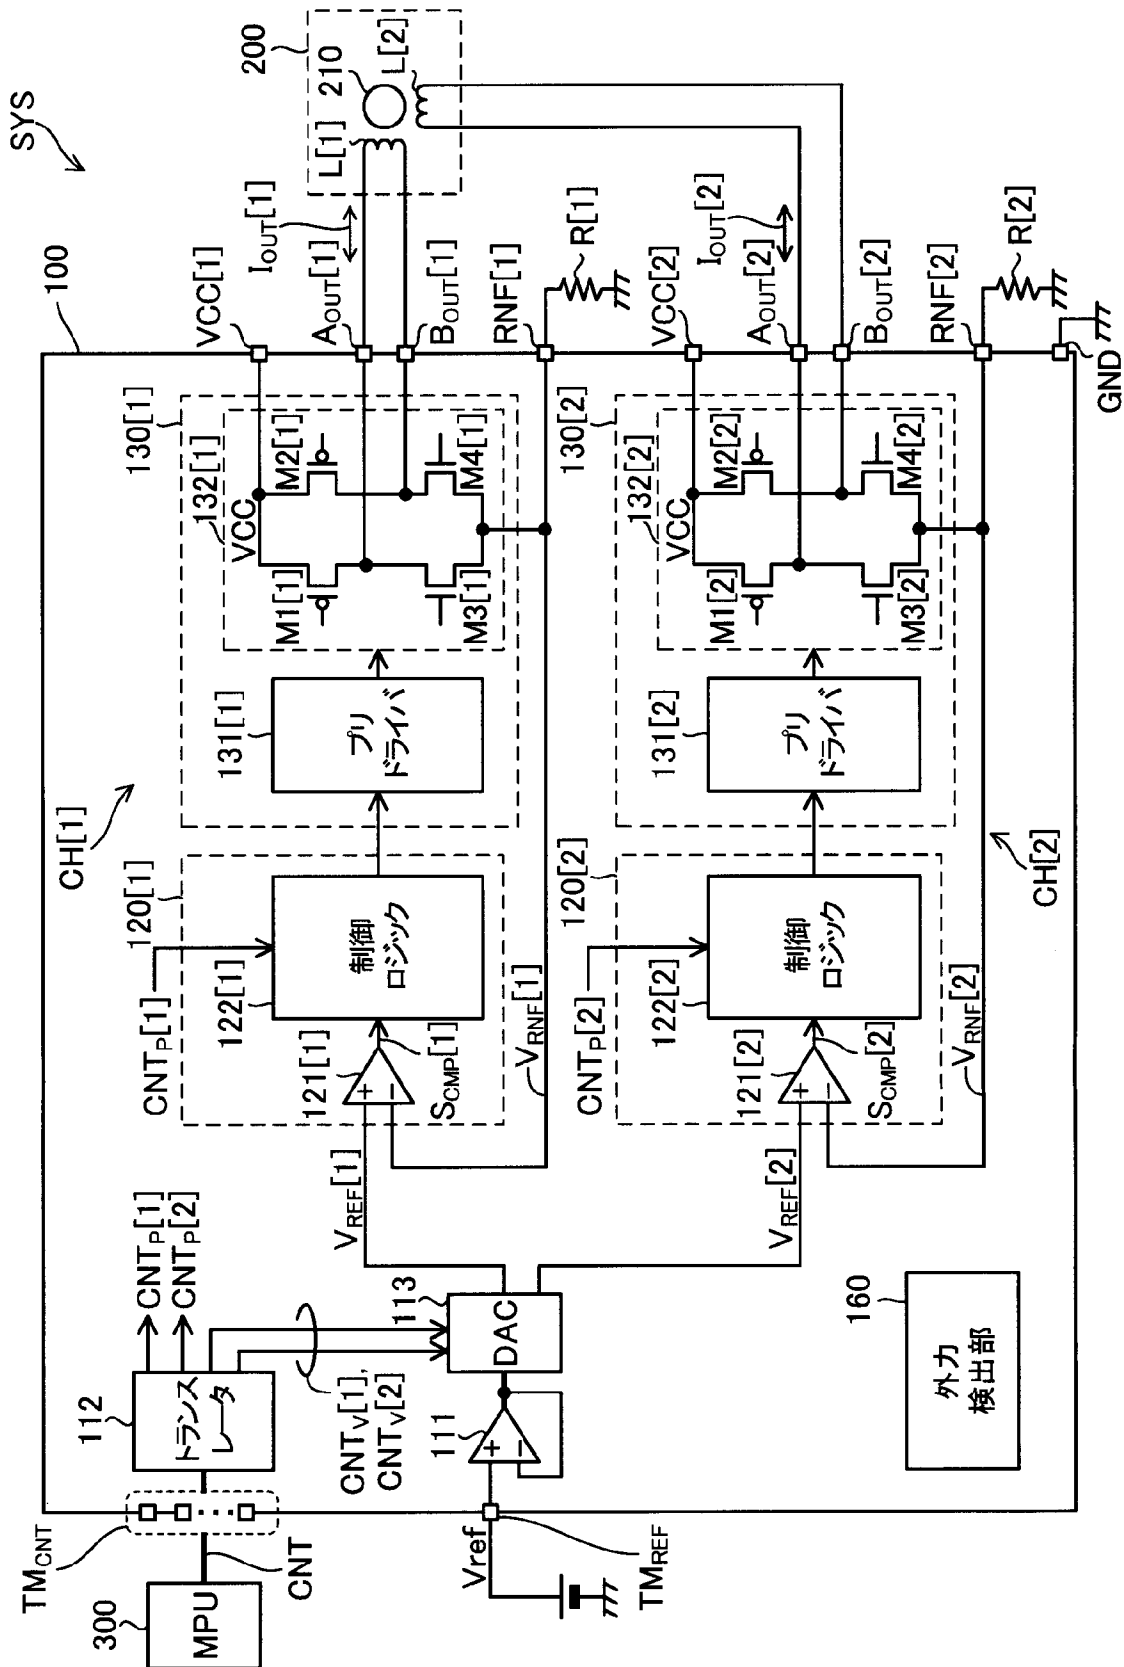 SYS
100
CH[1]
MPU
300
CNT
TMCNT
トランス
レータ
112
CNTP[1]
CNTP[2]
CNTV[1],
CNTV[2]
Vref
TMREF
+
−
111
DAC
113
VREF[1]
VREF[2]
外力
検出部
160
CNTP[1]
120[1]
+
−
121[1]
SCMP[1]
制御
ロジック
122[1]
VRNF[1]
プリ
ドライバ
131[1]
130[1]
132[1]
VCC
M1[1]
M2[1]
M3[1]
M4[1]
VCC[1]
AOUT[1]
BOUT[1]
RNF[1]
R[1]
IOUT[1]
200
210
L[1]
L[2]
CNTP[2]
120[2]
+
−
121[2]
SCMP[2]
制御
ロジック
122[2]
VRNF[2]
CH[2]
プリ
ドライバ
131[2]
130[2]
132[2]
VCC
M1[2]
M2[2]
M3[2]
M4[2]
VCC[2]
AOUT[2]
BOUT[2]
RNF[2]
R[2]
IOUT[2]
GND